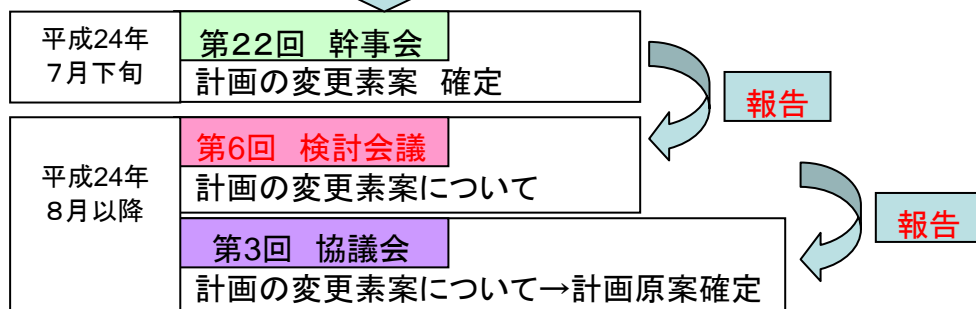 平成24年
7月下旬
第22回 幹事会
計画の変更素案 確定
報告
平成24年
8月以降
第6回 検討会議
計画の変更素案について
報告
第3回 協議会
計画の変更素案について→計画原案確定